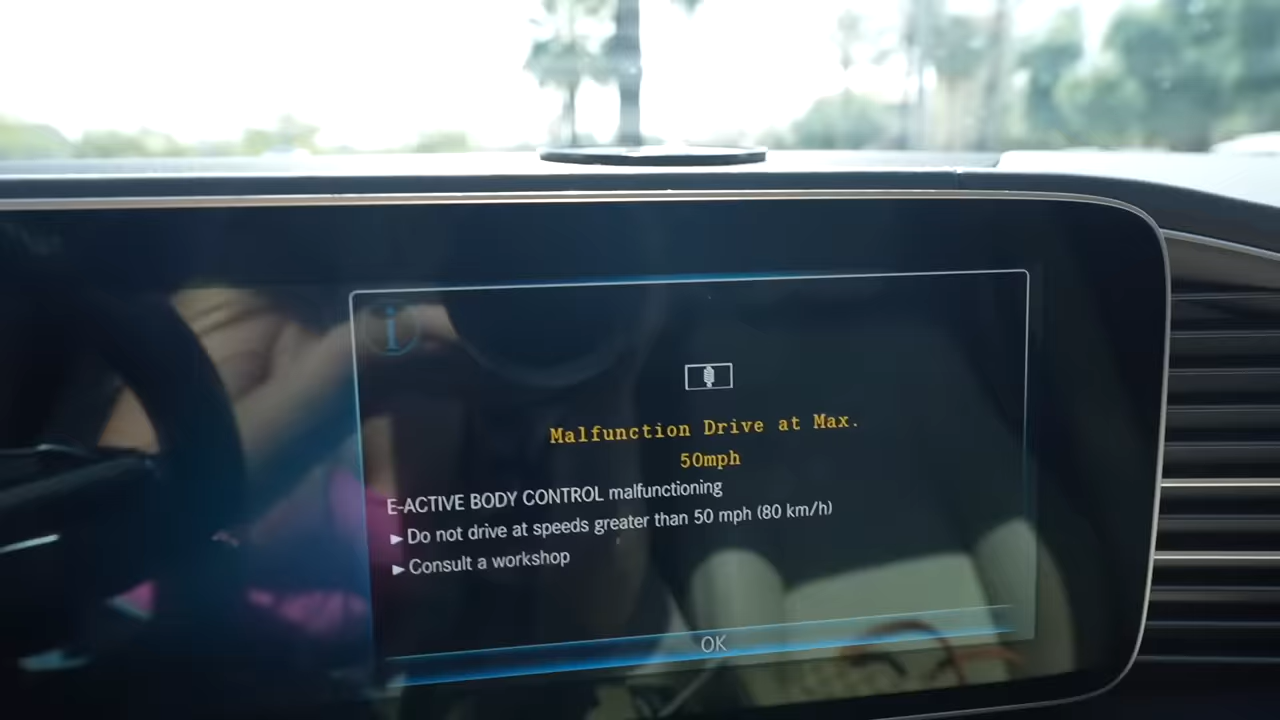 i
Malfunction Drive at Max.
50mph
E-ACTIVE BODY CONTROL malfunctioning
►Do not drive at speeds greater than 50 mph (80 km/h)
►Consult a workshop
OK